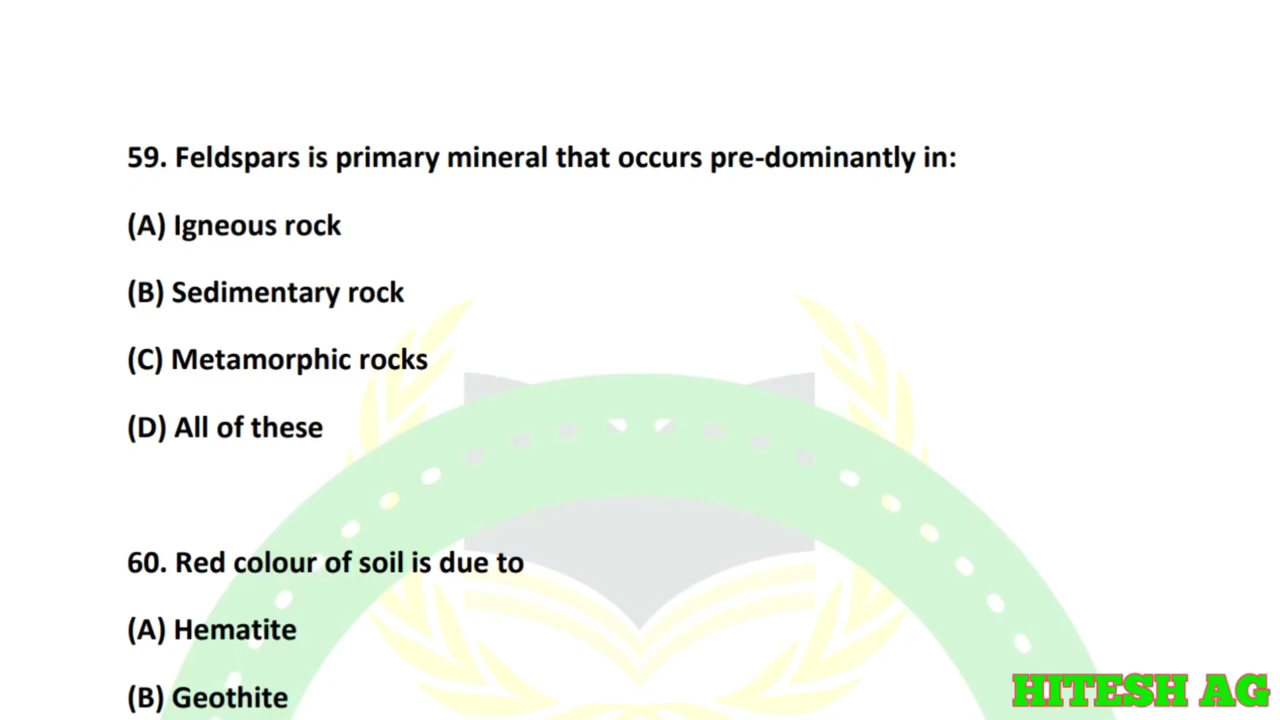 59. Feldspars is primary mineral that occurs pre-dominantly in:
(A) Igneous rock
(B) Sedimentary rock
(C) Metamorphic rocks
(D) All of these
60. Red colour of soil is due to
(A) Hematite
(B) Geothite
HITESH AG